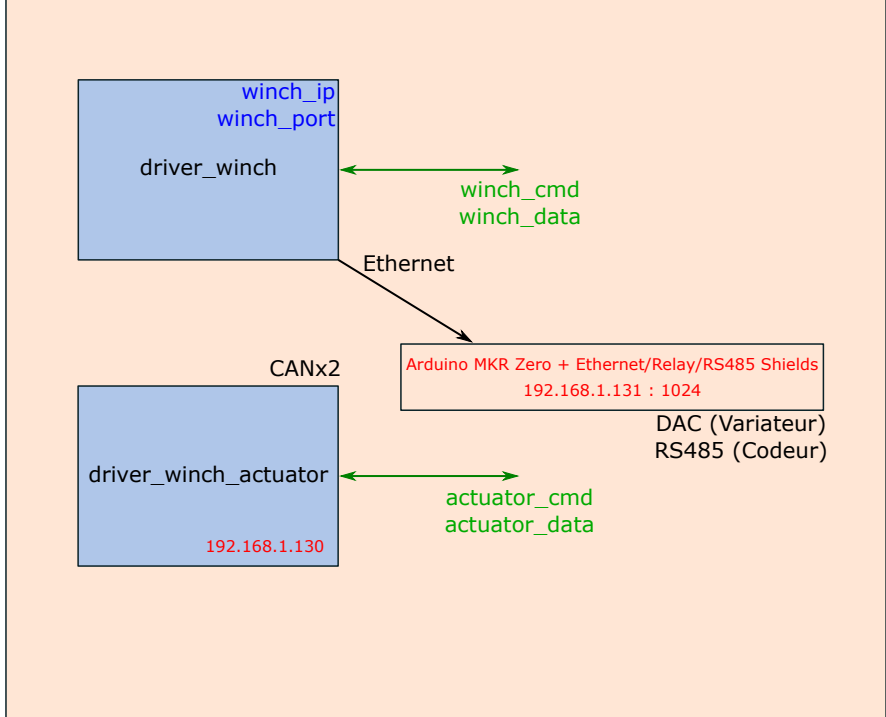 winch_ip
winch_port
driver_winch
winch_cmd
winch_data
Ethernet
Arduino MKR Zero + Ethernet/Relay/RS485 Shields
192.168.1.131 : 1024
DAC (Variateur)
RS485 (Codeur)
CANx2
driver_winch_actuator
192.168.1.130
actuator_cmd
actuator_data